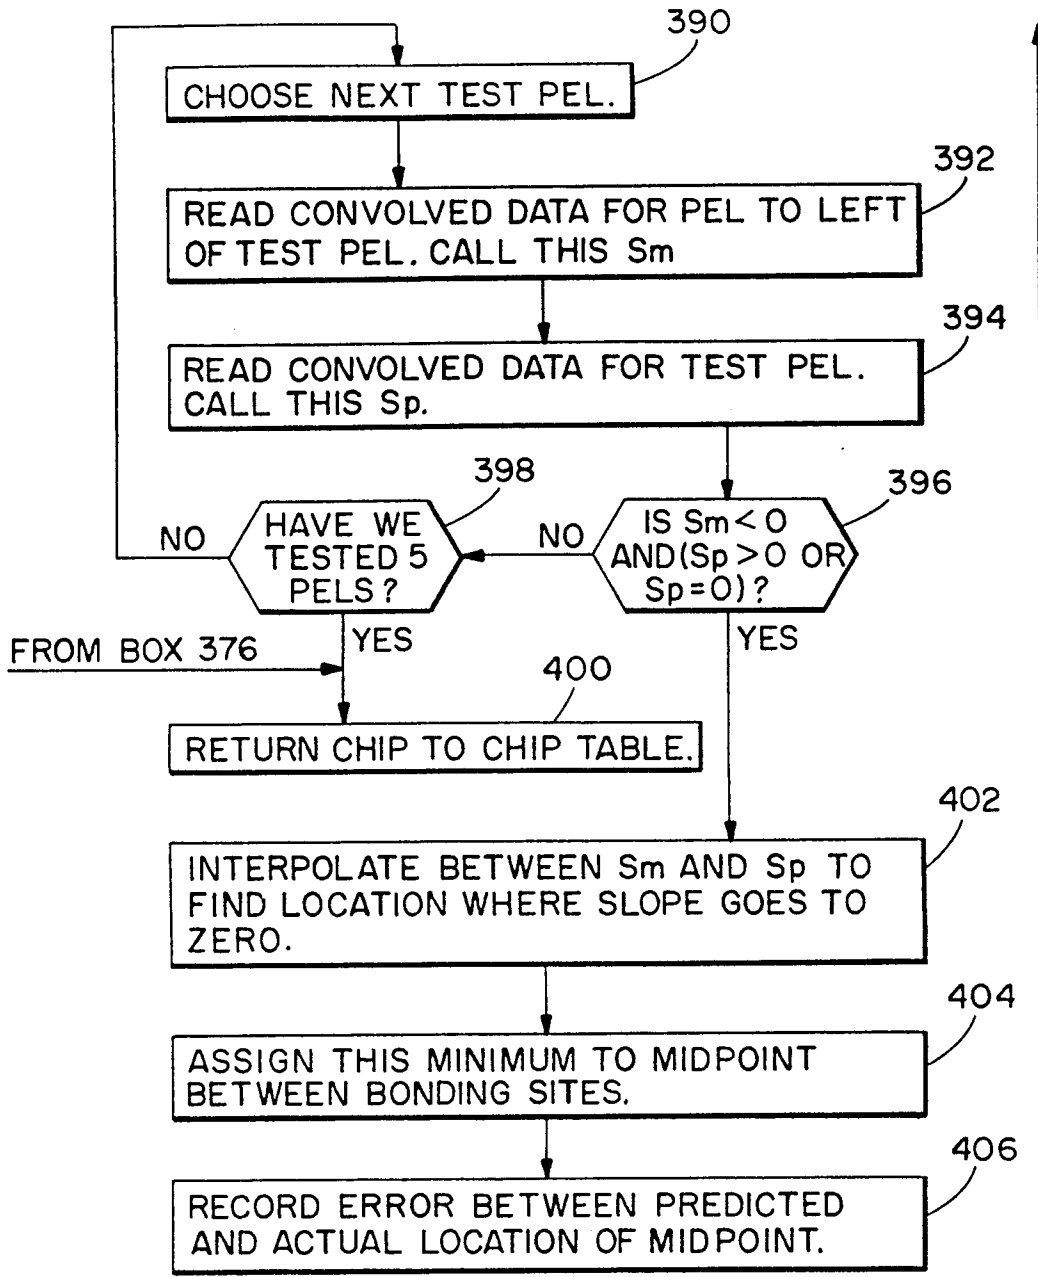 390
CHOOSE NEXT TEST PEL.
392
READ CONVOLVED DATA FOR PEL TO LEFT
OF TEST PEL. CALL THIS Sm
394
READ CONVOLVED DATA FOR TEST PEL.
CALL THIS Sp.
398
396
NO
HAVE WE
TESTED 5
PELS?
NO
IS Sm<0
AND(Sp>0 OR
Sp=0)?
YES
YES
FROM BOX 376
400
RETURN CHIP TO CHIP TABLE.
402
INTERPOLATE BETWEEN Sm AND Sp TO
FIND LOCATION WHERE SLOPE GOES TO
ZERO.
404
ASSIGN THIS MINIMUM TO MIDPOINT
BETWEEN BONDING SITES.
406
RECORD ERROR BETWEEN PREDICTED
AND ACTUAL LOCATION OF MIDPOINT.